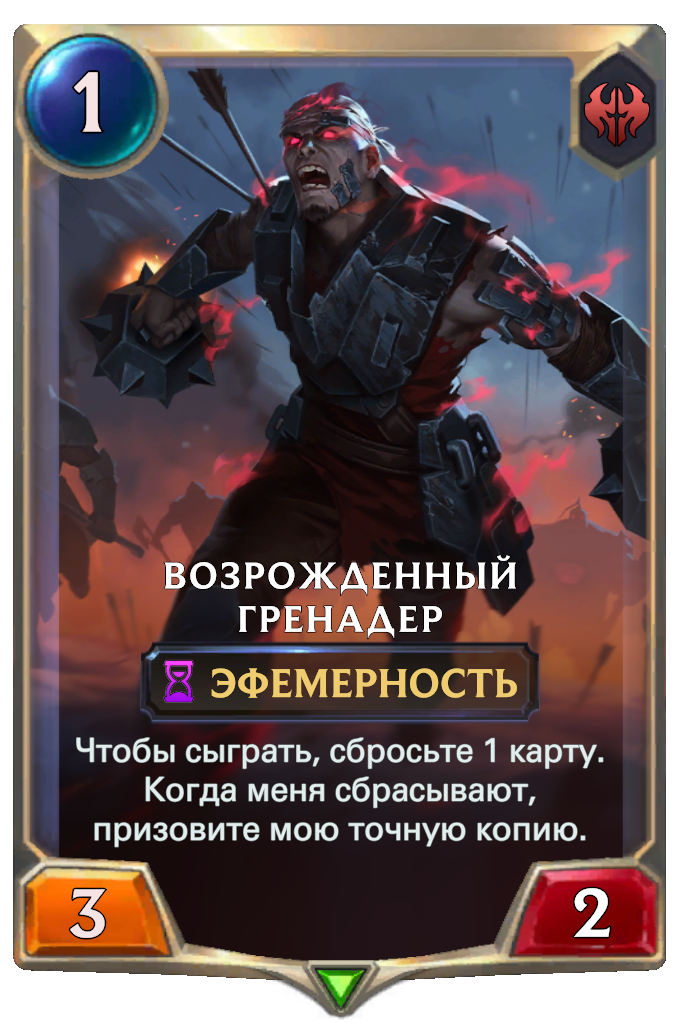 1
ВОЗРОЖДЕННЫЙ
ГРЕНАДЕР
ЭФЕМЕРНОСТЬ
Чтобы сыграть, сбросьте 1 карту.
Когда меня сбрасывают,
призовите мою точную копию.
3
2